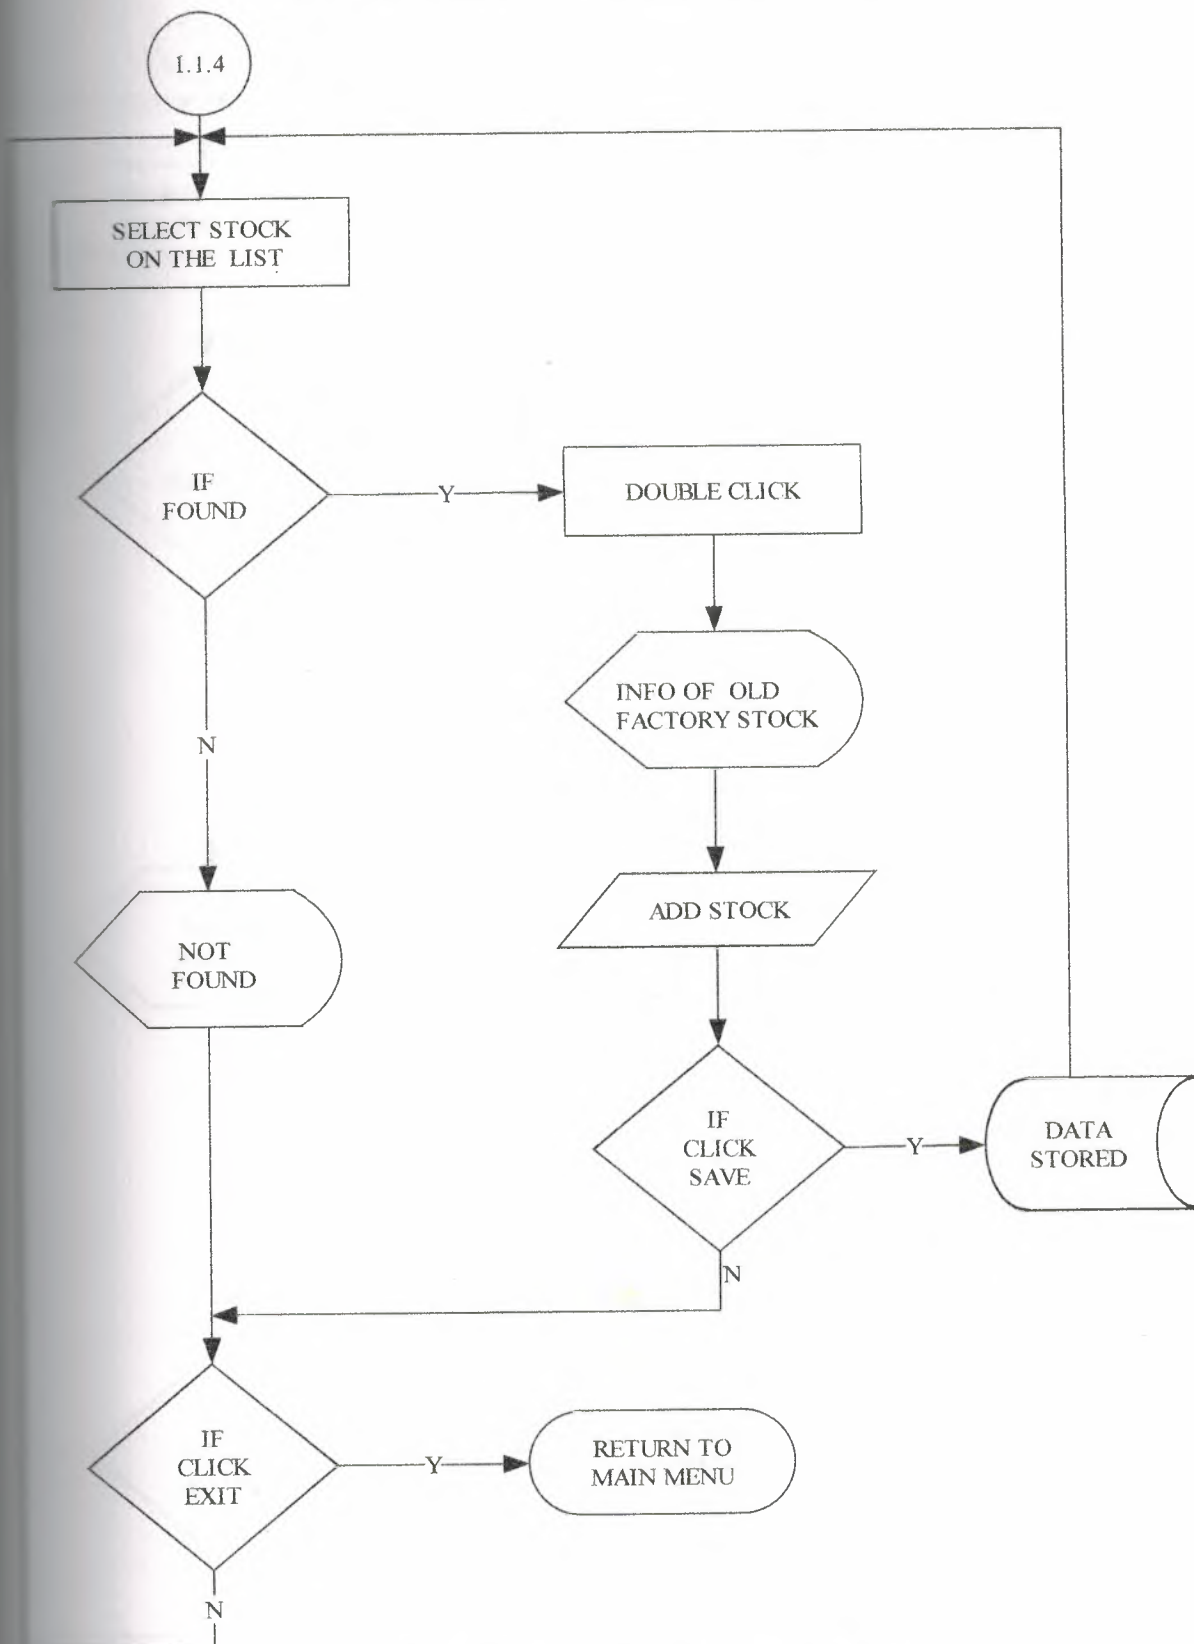 1.1.4
SELECT STOCK
ON THE LIST
IF
FOUND
Y
DOUBLE CLICK
INFO OF OLD
FACTORY STOCK
N
ADD STOCK
NOT
FOUND
IF
CLICK
SAVE
Y
DATA
STORED
N
IF
CLICK
EXIT
Y
RETURN TO
MAIN MENU
N